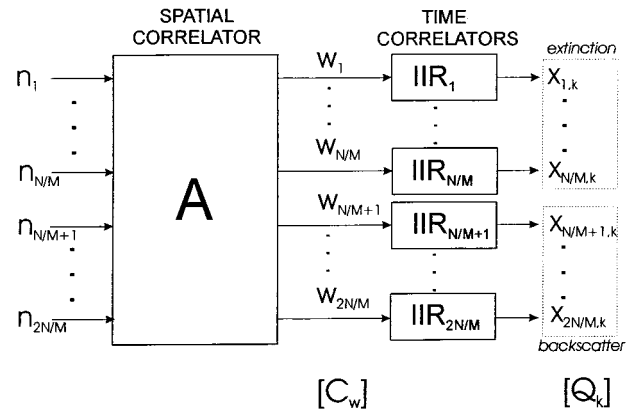 SPATIAL CORRELATOR
TIME CORRELATORS
extinction
n1
W1
IIR1
X1,k
nN/M
WN/M
IIRN/M
XN/M,k
A
nN/M+1
WN/M+1
IIRN/M+1
XN/M+1,k
n2N/M
W2N/M
IIR2N/M
X2N/M,k
backscatter
[Cw]
[Qk]